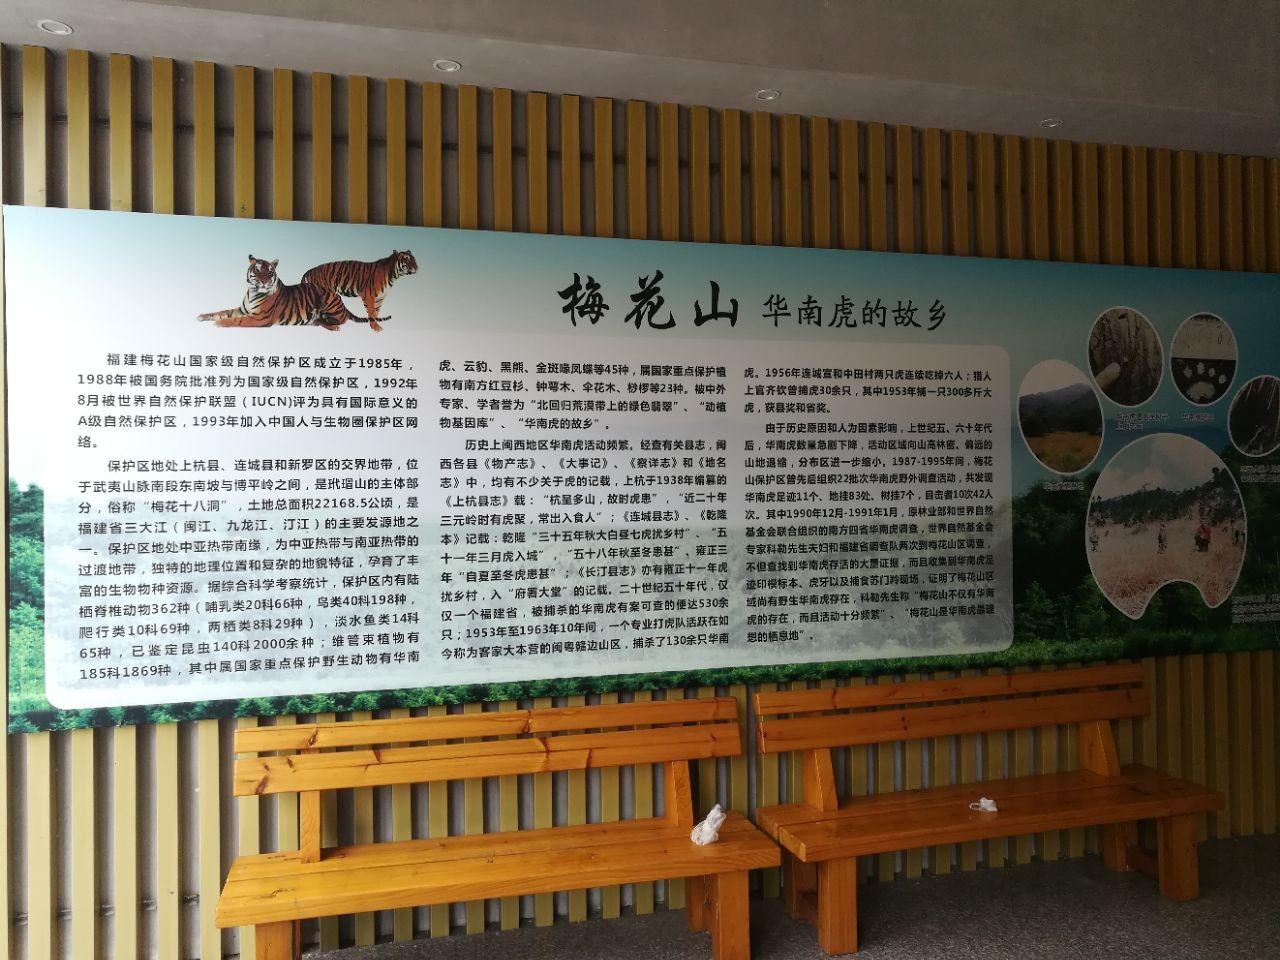 梅花山 华南虎的故乡
福建梅花山国家级自然保护区成立于1985年，
1988年被国务院批准列为国家级自然保护区，1992年
8月被世界自然保护联盟（IUCN)评为具有国际意义的
A级自然保护区，1993年加入中国人与生物圈保护区网
络。
保护区地处上杭县、连城县和新罗区的交界地带，位
于武夷山脉南段东南坡与博平岭之间，是玳瑁山的主体部
分，俗称“梅花十八洞”，土地总面积22168.5公顷，是
福建省三大江（闽江、九龙江、汀江）的主要发源地之
一。保护区地处中亚热带南缘，为中亚热带与南亚热带的
过渡地带，独特的地理位置和复杂的地貌特征，孕育了丰
富的生物物种资源。据综合科学考察统计，保护区内有陆
栖脊椎动物362种（哺乳类20科66种，鸟类40科198种，
爬行类10科69种，两栖类8科29种），淡水鱼类14科
65种，已鉴定昆虫140科2000余种；维管束植物有
185科1869种，其中属国家重点保护野生动物有华南
虎、云豹、黑熊、金斑喙凤蝶等45种，属国家重点保护植
物有南方红豆杉、钟萼木、伞花木、桫椤等23种。被中外
专家、学者誉为“北回归荒漠带上的绿色翡翠”、“动植
物基因库”、“华南虎的故乡”。
历史上闽西地区华南虎活动频繁。经查有关县志，闽
西各县《物产志》、《大事记》、《察详志》和《地名
志》中，均有不少关于虎的记载，上杭于1938年编纂的
《上杭县志》载：“杭呈多山，故时虎患”，“近二十年
三元岭时有虎聚，常出入食人”；《连城县志》、《乾隆
本》记载：乾隆“三十五年秋大白昼七虎扰乡村”、“五
十一年三月虎入城”，“五十八年秋至冬患甚”、雍正三
年“自夏至冬虎患甚”；《长汀县志》亦有雍正十一年虎
扰乡村，入“府署大堂”的记载。二十世纪五十年代，仅
仅一个福建省，被捕杀的华南虎有案可查的便达530余
只；1953年至1963年10年间，一个专业打虎队活跃在如
今称为客家大本营的闽粤赣边山区，捕杀了130余只华南
虎。1956年连城宣和中田村两只虎连续吃掉六人；猎人
上官齐钦曾捕虎30余只，其中1953年捕一只300多斤大
虎，获县奖和省奖。
由于历史原因和人为因素影响，上世纪五、六十年代
后，华南虎数量急剧下降，活动区域向山高林密、偏远的
山地退缩，分布区进一步缩小，1987-1995年间，梅花
山保护区曾先后组织22批次华南虎野外调查活动，共发现
华南虎足迹11个、地挂83处、树挂7个，目击者10次42人
次。其中1990年12月-1991年1月，原林业部和世界自然
基金会联合组织的南方四省华南虎调查，世界自然基金会
专家科勒先生夫妇和福建省调查队两次到梅花山区调查，
不但查找到华南虎存活的大量证据，而且收集到华南虎足
迹印模标本、虎牙以及捕食苏门羚现场，证明了梅花山区
域尚有野生华南虎存在，科勒先生称“梅花山不仅有华南
虎的存在，而且活动十分频繁”、“梅花山是华南虎最理
想的栖息地”。